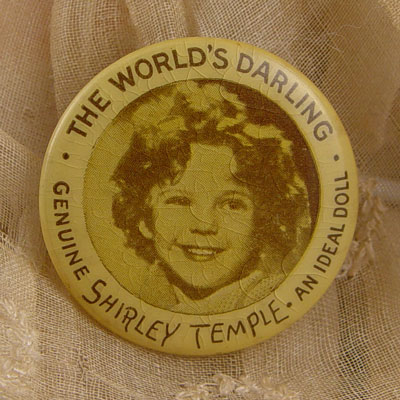 • THE WORLD'S DARLING •
GENUINE SHIRLEY TEMPLE • AN IDEAL DOLL